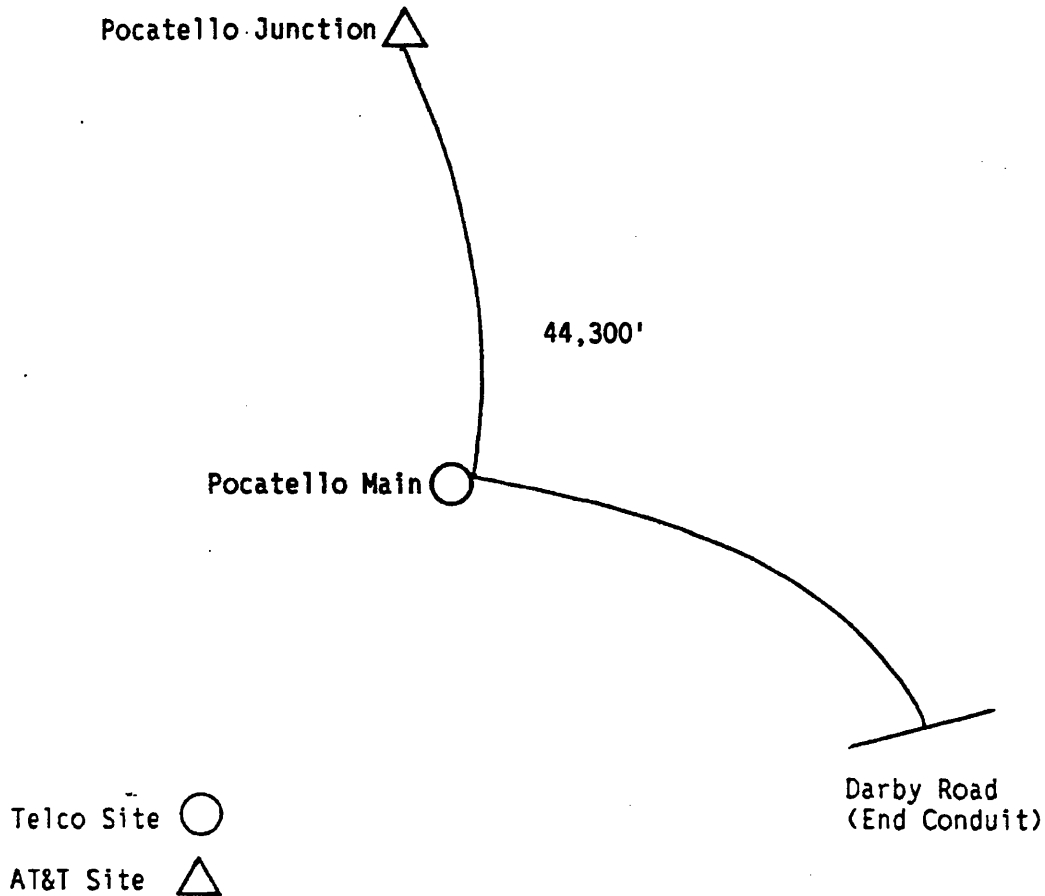 Pocatello Junction
44,300'
Pocatello Main
Darby Road
(End Conduit)
Telco Site
AT&T Site